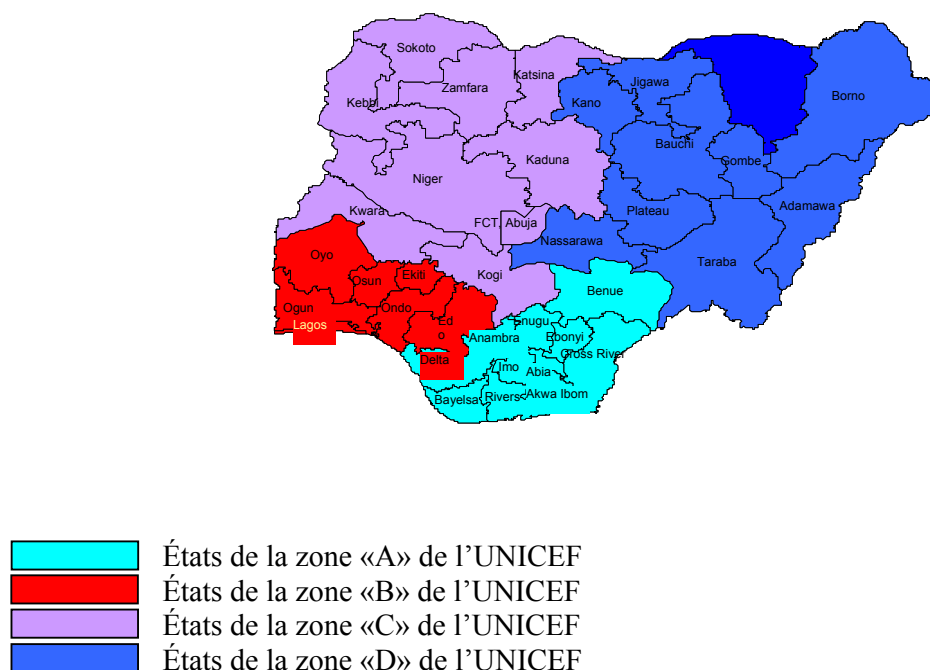 Sokoto
Katsina
Zamfara
Jigawa
Borno
Kebbi
Kano
Bauchi
Gombe
Kaduna
Niger
Adamawa
Plateau
Kwara
FCT, Abuja
Nassarawa
Taraba
Oyo
Kogi
Ekiti
Osun
Benue
Ogun
Ondo
Ed
o
Enugu
Lagos
Anambra
Ebonyi
Cross River
Delta
Imo
Abia
Bayelsa
Rivers
Akwa Ibom
États de la zone «A» de l’UNICEF
États de la zone «B» de l’UNICEF
États de la zone «C» de l’UNICEF
États de la zone «D» de l’UNICEF